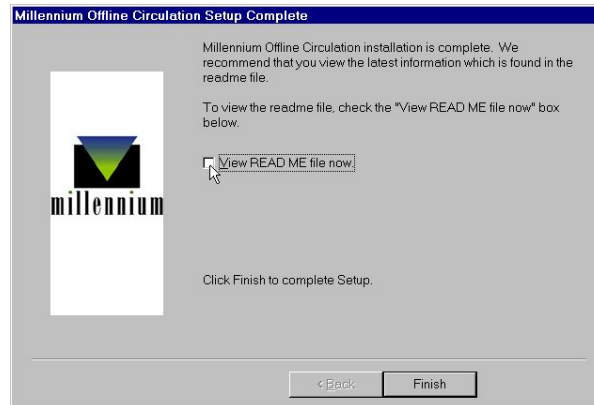 Millennium Offline Circulation Setup Complete
Millennium Offline Circulation installation is complete. We
recommend that you view the latest information which is found in the
readme file.
To view the readme file, check the "View READ ME file now" box
below.
View READ ME file now.
millennium
Click Finish to complete Setup.
< Back
Finish